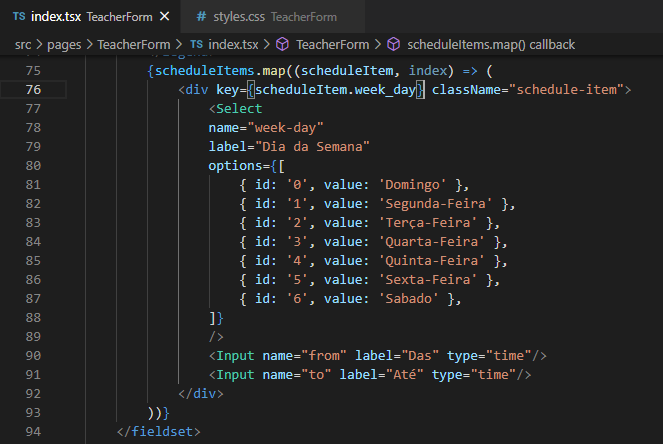 TS index.tsx TeacherForm × # styles.css TeacherForm
src > pages > TeacherForm > TS index.tsx > TeacherForm > scheduleItems.map() callback
75 {scheduleItems.map((scheduleItem, index) => (
76 <div key={scheduleItem.week_day} className="schedule-item">
77 <Select
78 name="week-day"
79 label="Dia da Semana"
80 options={[
81 { id: '0', value: 'Domingo' },
82 { id: '1', value: 'Segunda-Feira' },
83 { id: '2', value: 'Terça-Feira' },
84 { id: '3', value: 'Quarta-Feira' },
85 { id: '4', value: 'Quinta-Feira' },
86 { id: '5', value: 'Sexta-Feira' },
87 { id: '6', value: 'Sabado' },
88 ]}
89 />
90 <Input name="from" label="Das" type="time"/>
91 <Input name="to" label="Até" type="time"/>
92 </div>
93 ))}
94 </fieldset>